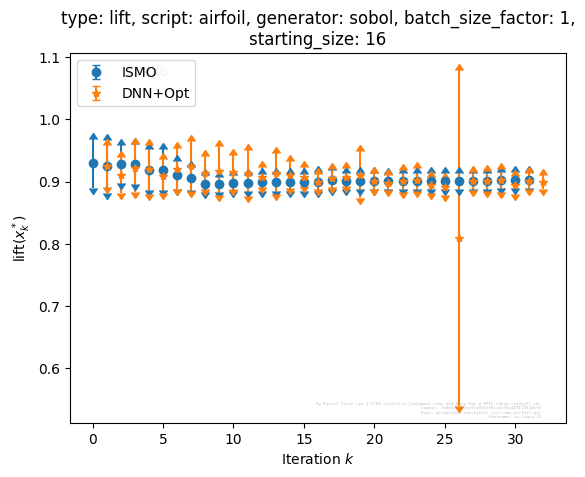 type: lift, script: airfoil, generator: sobol, batch_size_factor: 1,
starting_size: 16
ISMO
DNN+Opt
lift(x*k)
1.1
1.0
0.9
0.8
0.7
0.6
0 5 10 15 20 25 30
Iteration k